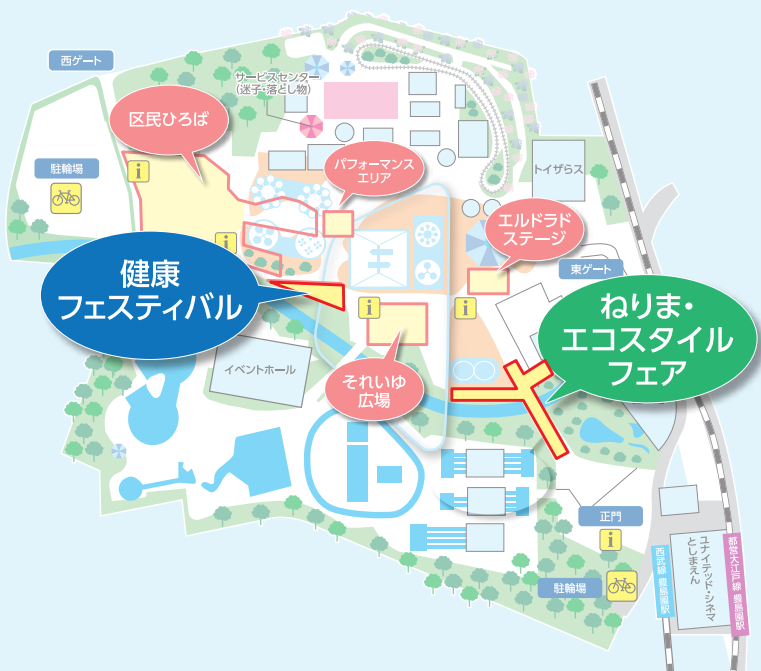 西ゲート
サービスセンター
(迷子・落とし物)
区民ひろば
i
駐輪場
パフォーマンス
エリア
トイザらス
エルドラド
ステージ
i
東ゲート
健康
フェスティバル
i
i
ねりま・
エコスタイル
フェア
イベントホール
それいゆ
広場
正門
i
駐輪場
西武線 豊島園駅
ユナイテッド・シネマ
としまえん
都営大江戸線 豊島園駅